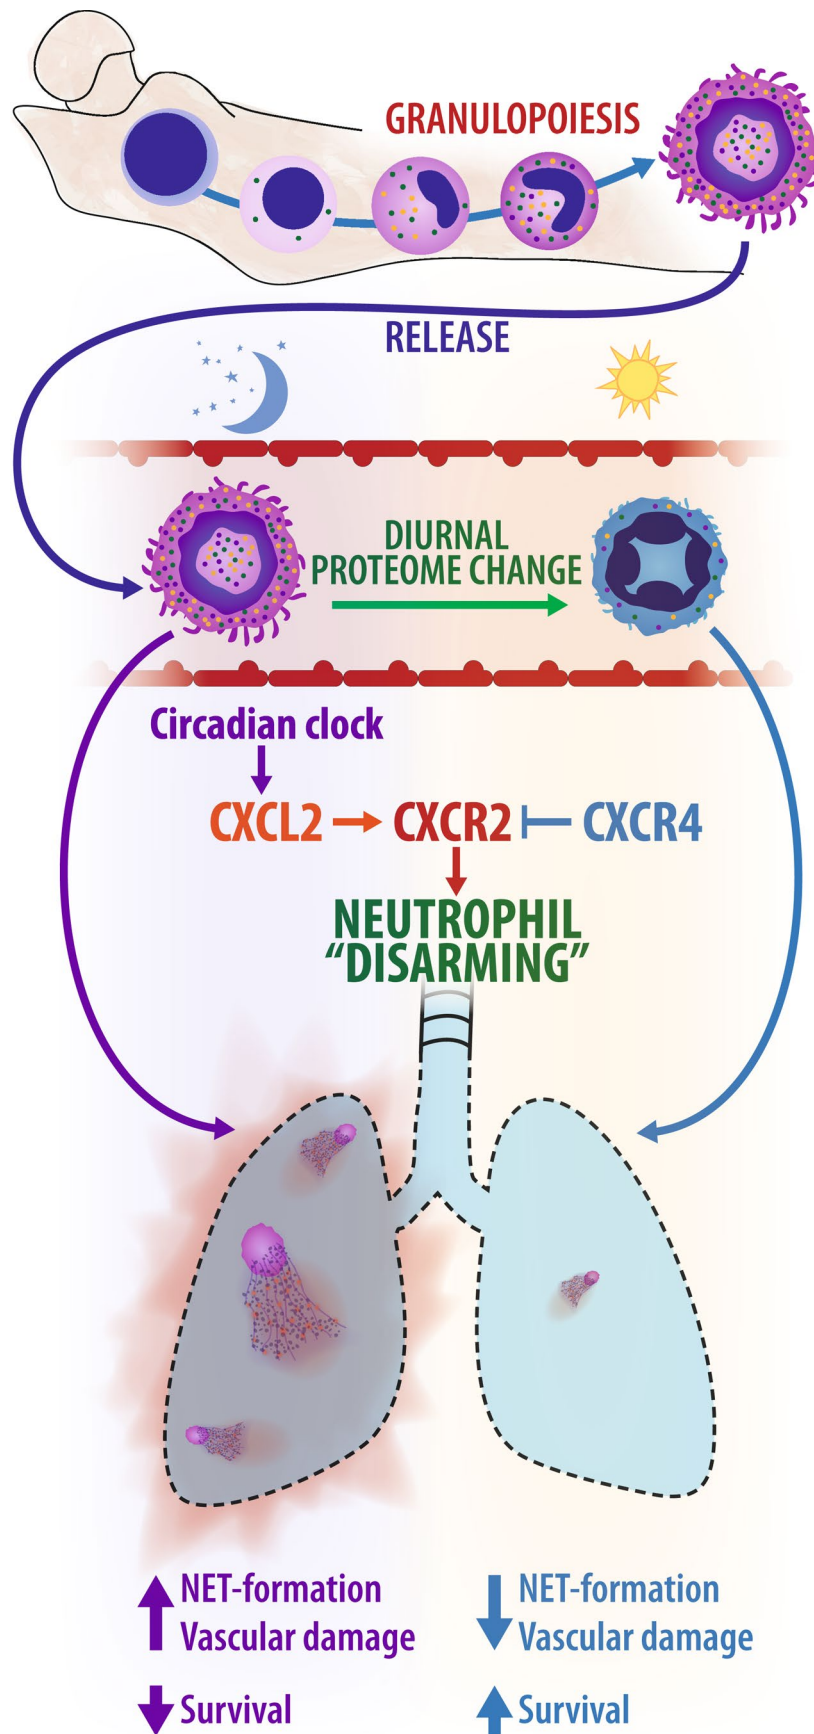 GRANULOPOIESIS
RELEASE
DIURNAL
PROTEOME CHANGE
Circadian clock
CXCL2
CXCR2
CXCR4
NEUTROPHIL
“DISARMING”
NET-formation
Vascular damage
Survival
NET-formation
Vascular damage
Survival